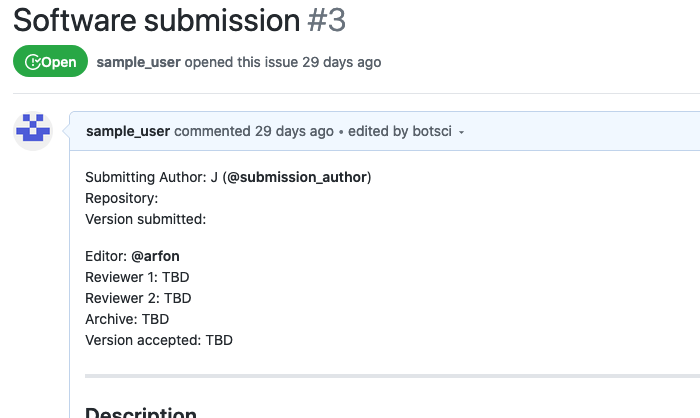 Software submission #3
Open sample_user opened this issue 29 days ago
sample_user commented 29 days ago • edited by botsci
Submitting Author: J (@submission_author)
Repository:
Version submitted:
Editor: @arfon
Reviewer 1: TBD
Reviewer 2: TBD
Archive: TBD
Version accepted: TBD
Description